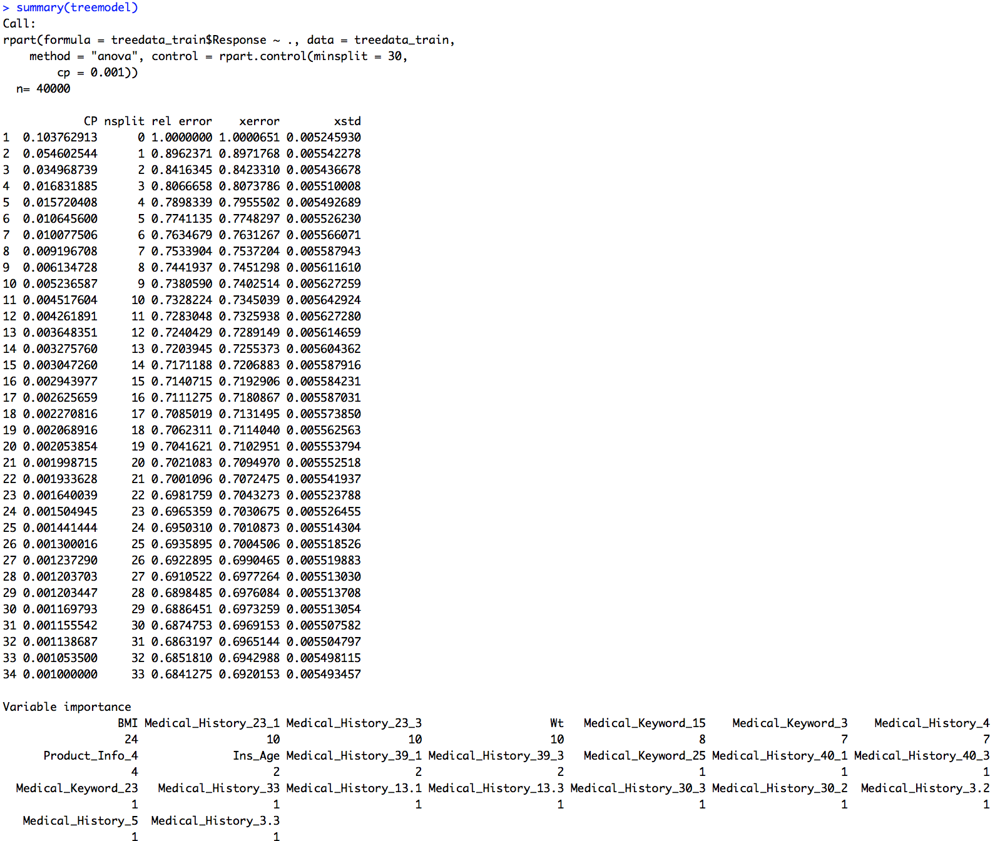 > summary(treemodel)
Call:
rpart(formula = treedata_train$Response ~ ., data = treedata_train,
    method = "anova", control = rpart.control(minsplit = 30,
        cp = 0.001))
  n= 40000

            CP nsplit rel error    xerror        xstd
1  0.103762913      0 1.0000000 1.0000651 0.005245930
2  0.054602544      1 0.8962371 0.8971768 0.005542278
3  0.034968739      2 0.8416345 0.8423310 0.005436678
4  0.016831885      3 0.8066658 0.8073786 0.005510008
5  0.015720408      4 0.7898339 0.7955502 0.005492689
6  0.010645600      5 0.7741135 0.7748297 0.005526230
7  0.010077506      6 0.7634679 0.7631267 0.005566071
8  0.009196708      7 0.7533904 0.7537204 0.005587943
9  0.006134728      8 0.7441937 0.7451298 0.005611610
10 0.005236587      9 0.7380590 0.7402514 0.005627259
11 0.004517604     10 0.7328224 0.7345039 0.005642924
12 0.004261891     11 0.7283048 0.7325938 0.005627280
13 0.003648351     12 0.7240429 0.7289149 0.005614659
14 0.003275760     13 0.7203945 0.7255373 0.005604362
15 0.003047260     14 0.7171188 0.7206883 0.005587916
16 0.002943977     15 0.7140715 0.7192906 0.005584231
17 0.002625659     16 0.7111275 0.7180867 0.005587031
18 0.002270816     17 0.7085019 0.7131495 0.005573850
19 0.002068916     18 0.7062311 0.7114040 0.005562563
20 0.002053854     19 0.7041621 0.7102951 0.005553794
21 0.001998715     20 0.7021083 0.7094970 0.005552518
22 0.001933628     21 0.7001096 0.7072475 0.005541937
23 0.001640039     22 0.6981759 0.7043273 0.005523788
24 0.001504945     23 0.6965359 0.7030675 0.005526455
25 0.001441444     24 0.6950310 0.7010873 0.005514304
26 0.001300016     25 0.6935895 0.7004506 0.005518526
27 0.001237290     26 0.6922895 0.6990465 0.005519883
28 0.001203703     27 0.6910522 0.6977264 0.005513030
29 0.001203447     28 0.6898485 0.6976084 0.005513708
30 0.001169793     29 0.6886451 0.6973259 0.005513054
31 0.001155542     30 0.6874753 0.6969153 0.005507582
32 0.001138687     31 0.6863197 0.6965144 0.005504797
33 0.001053500     32 0.6851810 0.6942988 0.005498115
34 0.001000000     33 0.6841275 0.6920153 0.005493457

Variable importance
BMI Medical_History_23_1 Medical_History_23_3 Wt Medical_Keyword_15 Medical_Keyword_3 Medical_History_4
24 10 10 10 8 7 7
Product_Info_4 Ins_Age Medical_History_39_1 Medical_History_39_3 Medical_Keyword_25 Medical_History_40_1 Medical_History_40_3
4 2 2 2 1 1 1
Medical_Keyword_23 Medical_History_33 Medical_History_13.1 Medical_History_13.3 Medical_History_30_3 Medical_History_30_2 Medical_History_3.2
1 1 1 1 1 1 1
Medical_History_5 Medical_History_3.3
1 1